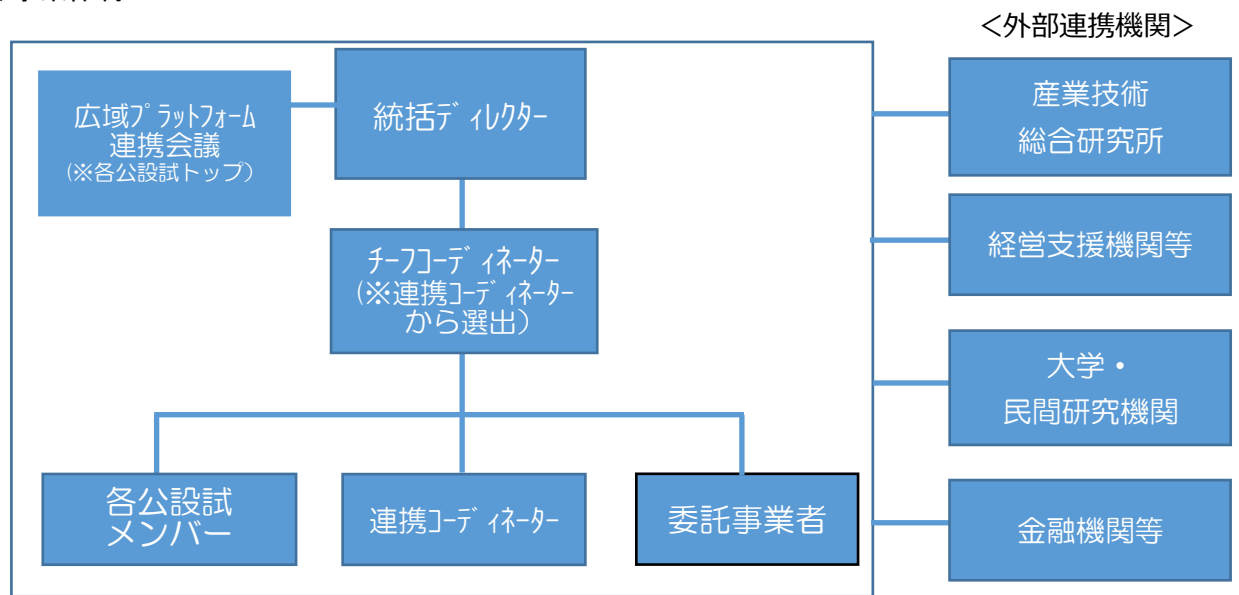 ＜外部連携機関＞
広域ﾌﾟﾗｯﾄﾌｫｰﾑ
連携会議
(※各公設試トップ）
統括ﾃﾞｨﾚｸﾀｰ
ﾁｰﾌｺｰﾃﾞｨﾈｰﾀｰ
(※連携ｺｰﾃﾞｨﾈｰﾀｰ
から選出）
各公設試
メンバー
連携ｺｰﾃﾞｨﾈｰﾀｰ
委託事業者
産業技術
総合研究所
経営支援機関等
大学・
民間研究機関
金融機関等